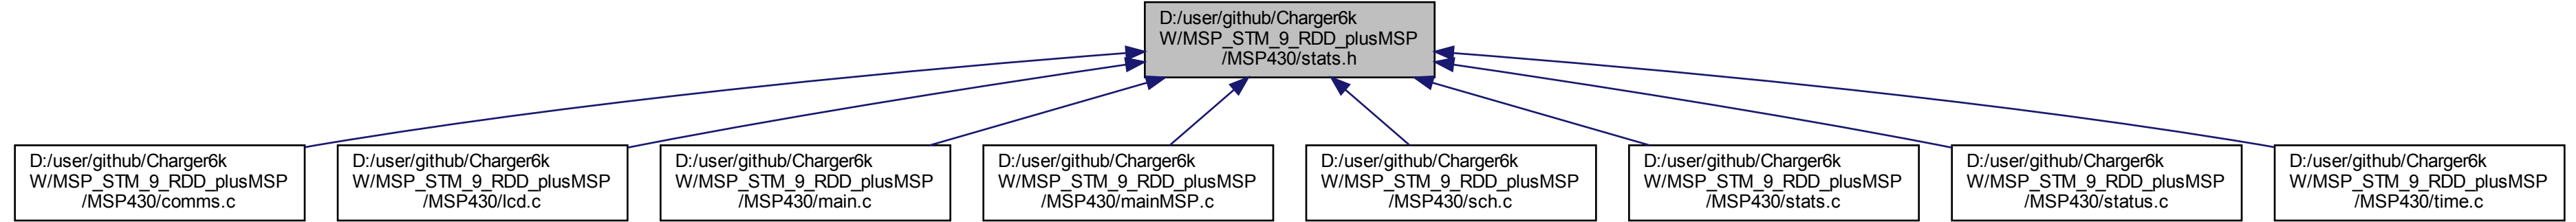 D:/user/github/Charger6k
W/MSP_STM_9_RDD_plusMSP
/MSP430/stats.h
D:/user/github/Charger6k
W/MSP_STM_9_RDD_plusMSP
/MSP430/comms.c
D:/user/github/Charger6k
W/MSP_STM_9_RDD_plusMSP
/MSP430/lcd.c
D:/user/github/Charger6k
W/MSP_STM_9_RDD_plusMSP
/MSP430/main.c
D:/user/github/Charger6k
W/MSP_STM_9_RDD_plusMSP
/MSP430/mainMSP.c
D:/user/github/Charger6k
W/MSP_STM_9_RDD_plusMSP
/MSP430/sch.c
D:/user/github/Charger6k
W/MSP_STM_9_RDD_plusMSP
/MSP430/stats.c
D:/user/github/Charger6k
W/MSP_STM_9_RDD_plusMSP
/MSP430/status.c
D:/user/github/Charger6k
W/MSP_STM_9_RDD_plusMSP
/MSP430/time.c